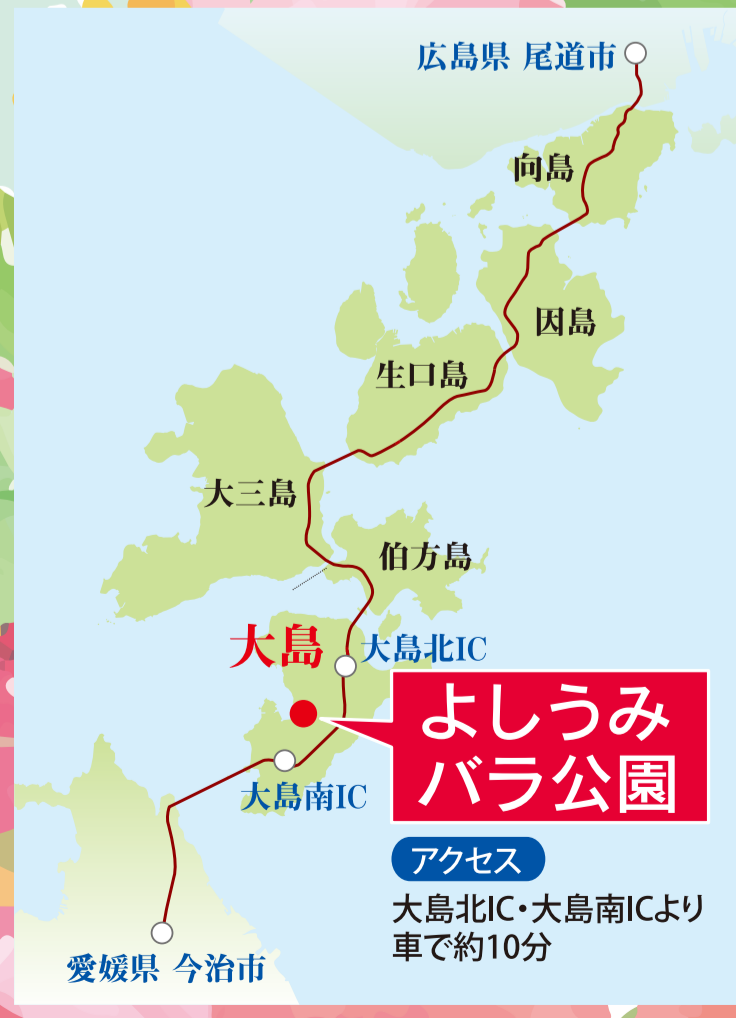 広島県 尾道市
向島
因島
生口島
大三島
伯方島
大島
大島北IC
よしうみ
バラ公園
大島南IC
アクセス
大島北IC・大島南ICより
車で約10分
愛媛県 今治市